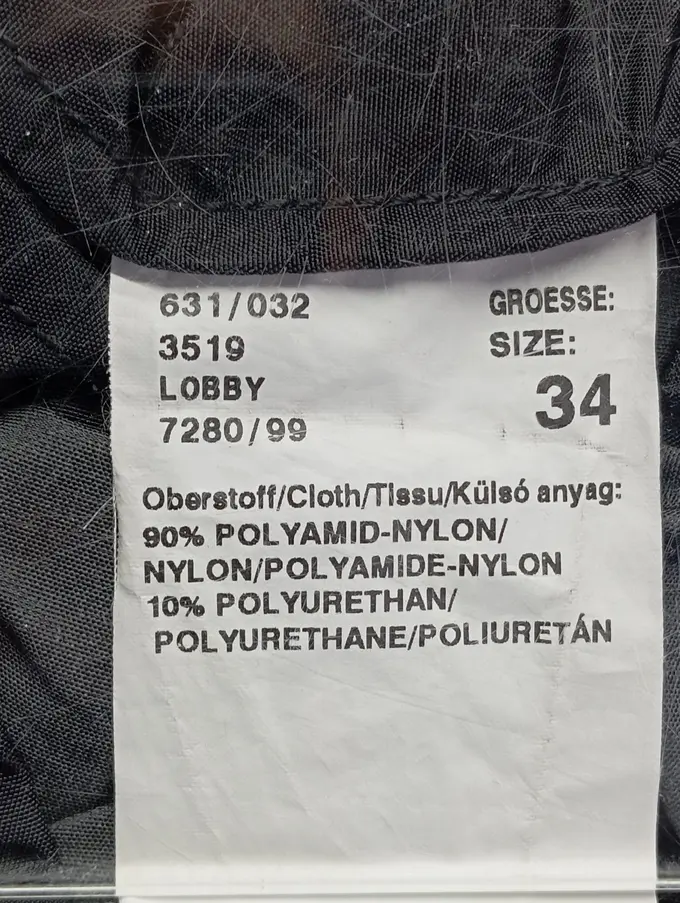 631/032
3519
LOBBY
7280/99
GROESSE:
SIZE:
34
Oberstoff/Cloth/Tissu/Külsó anyag:
90% POLYAMID-NYLON/
NYLON/POLYAMIDE-NYLON
10% POLYURETHAN/
POLYURETHANE/POLIURETÁN